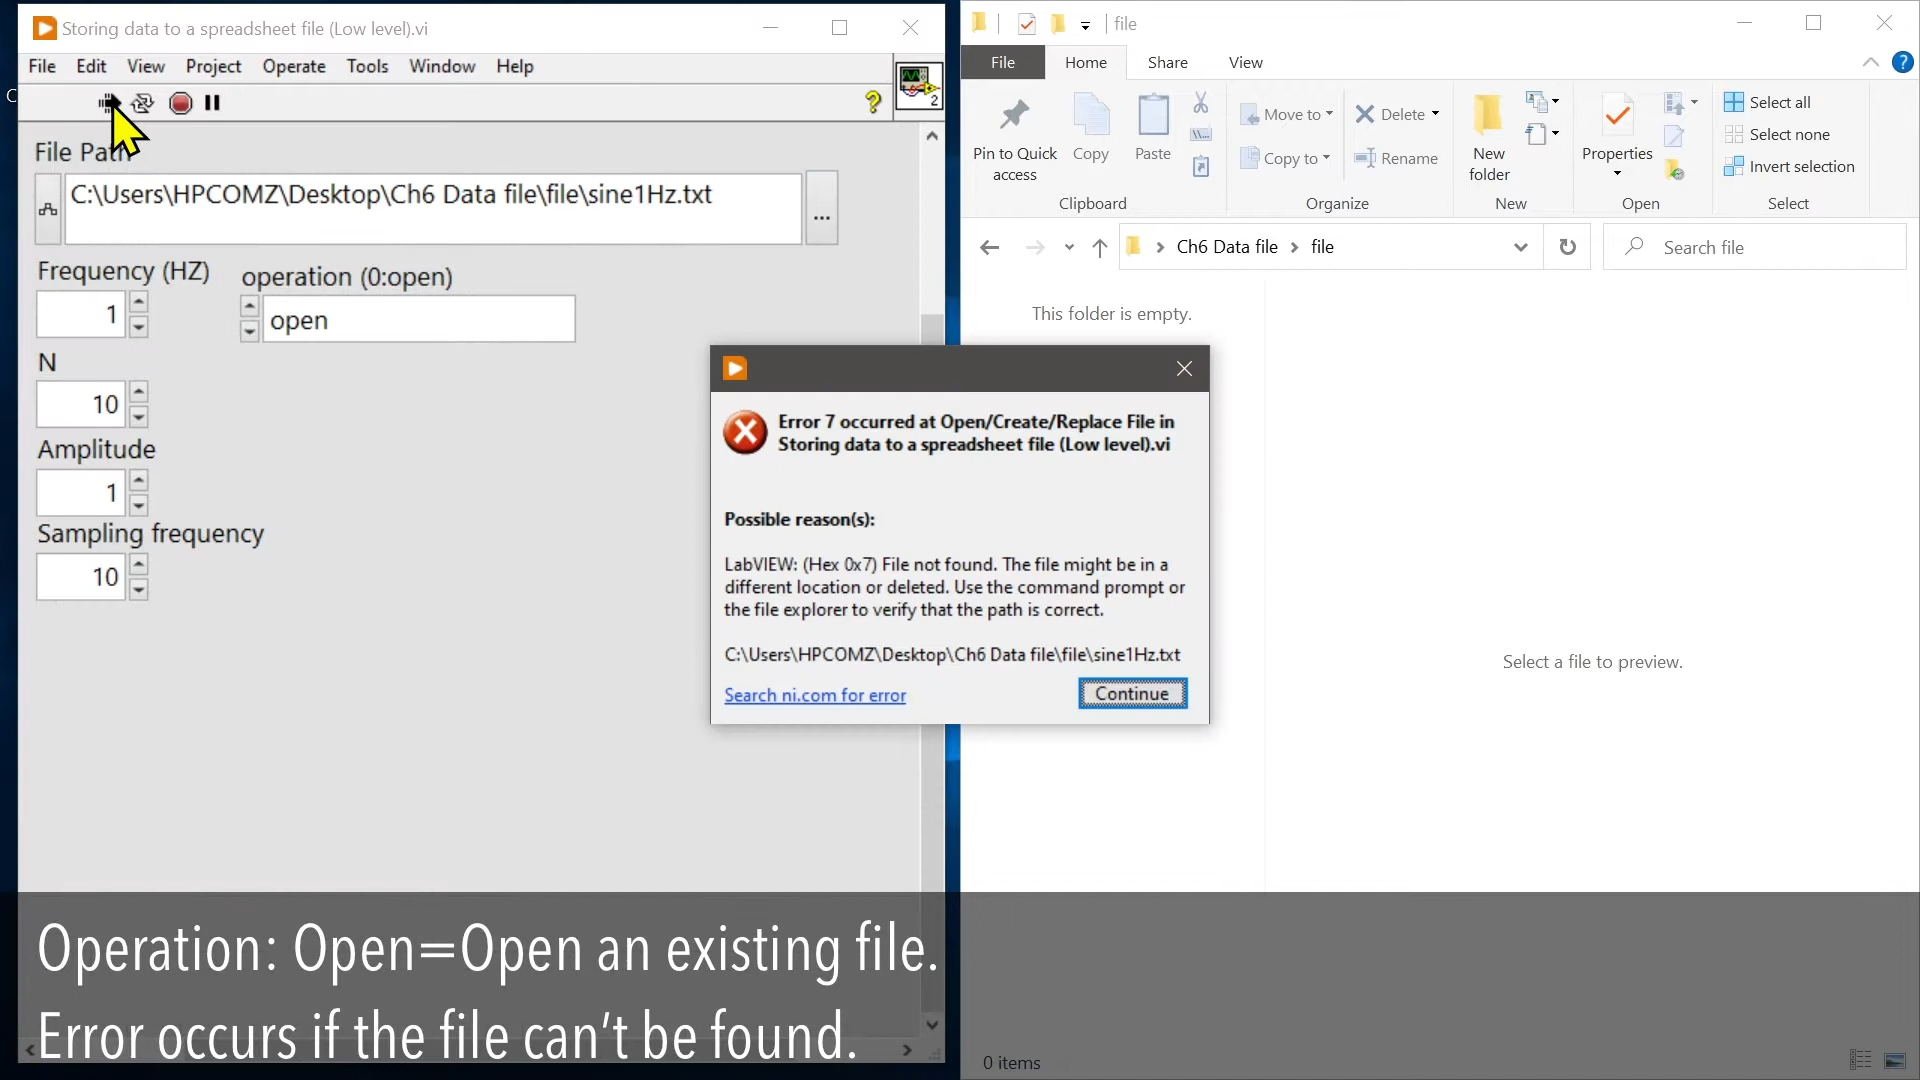 Storing data to a spreadsheet file (Low level).vi
File Edit View Project Operate Tools Window Help
2
File Path
C:\Users\HPCOMZ\Desktop\Ch6 Data file\file\sine1Hz.txt
...
Frequency (HZ)
1
operation (0:open)
open
N
10
Amplitude
1
Sampling frequency
10
file
File Home Share View
Pin to Quick
access
Copy
Paste
Clipboard
Move to
Copy to
Delete
Rename
Organize
New
folder
New
Properties
Open
Select all
Select none
Invert selection
Select
Ch6 Data file > file
Search file
This folder is empty.
Select a file to preview.
0 items
Error 7 occurred at Open/Create/Replace File in
Storing data to a spreadsheet file (Low level).vi
Possible reason(s):
LabVIEW: (Hex 0x7) File not found. The file might be in a
different location or deleted. Use the command prompt or
the file explorer to verify that the path is correct.
C:\Users\HPCOMZ\Desktop\Ch6 Data file\file\sine1Hz.txt
Search ni.com for error
Continue
Operation: Open=Open an existing file.
Error occurs if the file can’t be found.